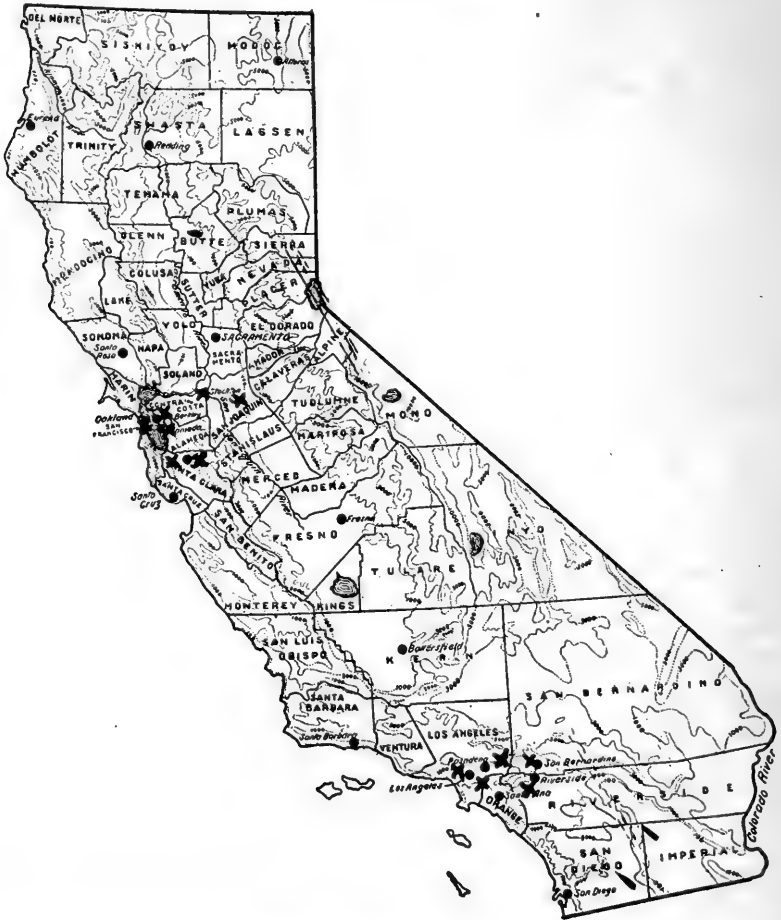 DEL NORTE
SISKIYOU
MODOC
Alturas
Eureka
HUMBOLDT
TRINITY
SHASTA
Redding
LASSEN
TEHAMA
PLUMAS
GLENN
BUTTE
SIERRA
MENDOCINO
COLUSA
SUTTER
YUBA
NEVADA
PLACER
LAKE
YOLO
EL DORADO
SACRAMENTO
SONOMA
Santa
Rosa
NAPA
SACRA
MENTO
AMADOR
ALPINE
SOLANO
CALAVERAS
MARIN
CONTRA
COSTA
SAN JOAQUIN
TUOLUMNE
MONO
Oakland
SAN
FRANCISCO
ALAMEDA
STANISLAUS
MARIPOSA
SANTA CLARA
MERCED
MADERA
SANTA CRUZ
Santa
Cruz
SAN BENITO
Fresno
FRESNO
INYO
TULARE
MONTEREY
KINGS
SAN LUIS
OBISPO
Bakersfield
KERN
SAN BERNARDINO
SANTA
BARBARA
Santa Barbara
VENTURA
LOS ANGELES
Pasadena
San Bernardino
Los Angeles
Riverside
RIVERSIDE
Santa Ana
ORANGE
Colorado River
SAN
DIEGO
IMPERIAL
San Diego